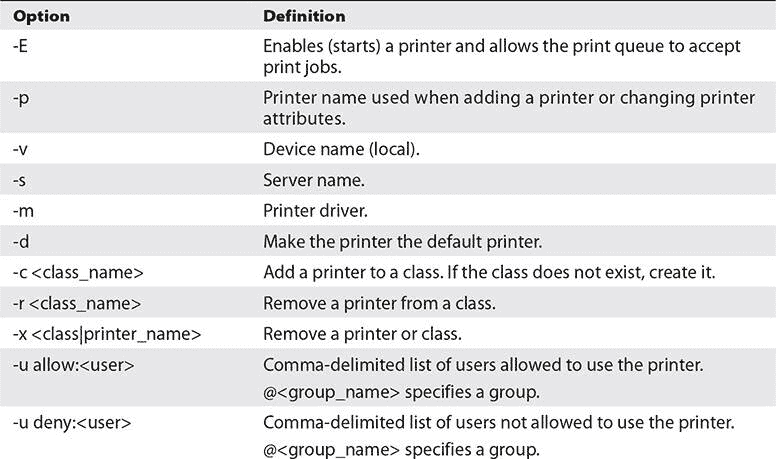 Option Definition
-E Enables (starts) a printer and allows the print queue to accept
print jobs.
-p Printer name used when adding a printer or changing printer
attributes.
-v Device name (local).
-s Server name.
-m Printer driver.
-d Make the printer the default printer.
-c <class_name> Add a printer to a class. If the class does not exist, create it.
-r <class_name> Remove a printer from a class.
-x <class|printer_name> Remove a printer or class.
-u allow:<user> Comma-delimited list of users allowed to use the printer.
@<group_name> specifies a group.
-u deny:<user> Comma-delimited list of users not allowed to use the printer.
@<group_name> specifies a group.